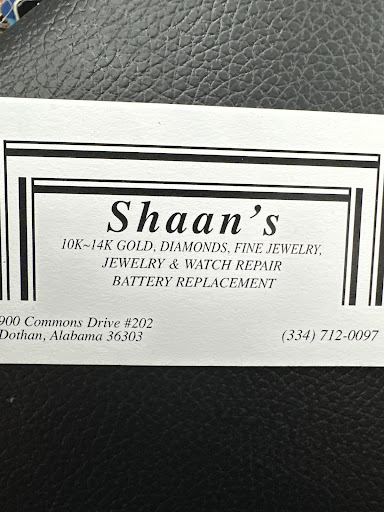 Shaan's
10K~14K GOLD, DIAMONDS, FINE JEWELRY,
JEWELRY & WATCH REPAIR
BATTERY REPLACEMENT
900 Commons Drive #202
Dothan, Alabama 36303
(334) 712-0097